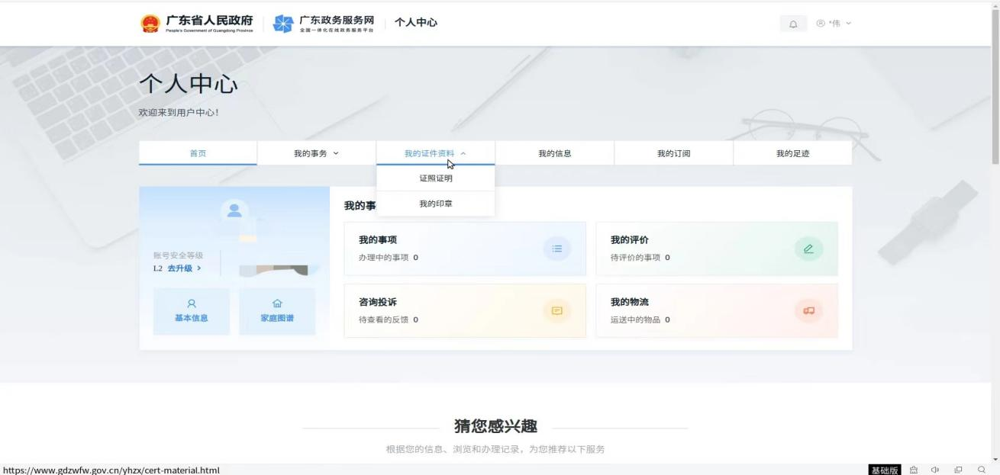 广东省人民政府
People's Government of Guangdong Province
广东政务服务网
全国一体化在线政务服务平台
个人中心
*伟
个人中心
欢迎来到用户中心！
首页 我的事务 我的证件资料 我的信息 我的订阅 我的足迹
证照证明
我的印章
账号安全等级
L2 去升级 >
基本信息 家庭图谱
我的事
我的事项
办理中的事项 0
我的评价
待评价的事项 0
咨询投诉
待查看的反馈 0
我的物流
运送中的物品 0
猜您感兴趣
根据您的信息、浏览和办理记录，为您推荐以下服务
https://www.gdzwfw.gov.cn/yhzx/cert-material.html
基础版